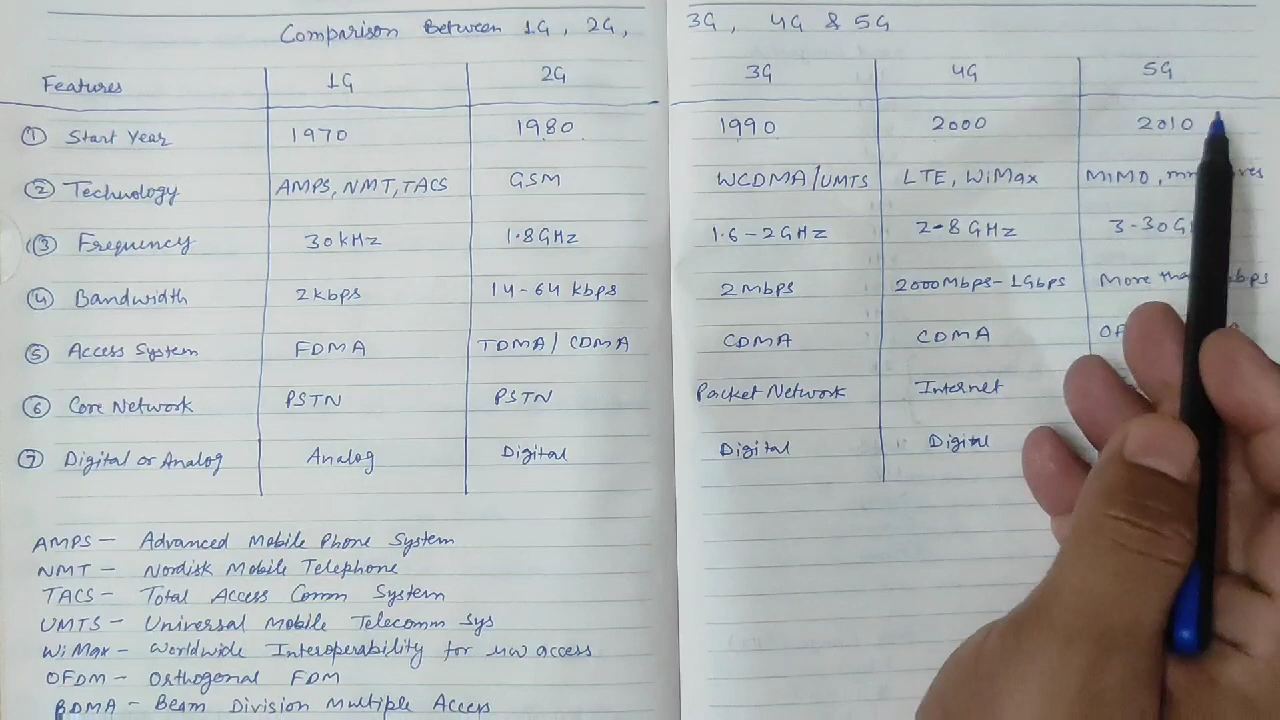 Comparison Between 1G, 2G, 3G, 4G & 5G
Features 1G 2G 3G 4G 5G
① Start Year 1970 1980 1990 2000 2010
② Technology AMPS, NMT, TACS GSM WCDMA/UMTS LTE, WiMax MIMO,
③ Frequency 30kHz 1.8GHz 1.6-2GHz 2-8GHz 3-30G
④ Bandwidth 2kbps 14-64 kbps 2Mbps 2000Mbps-1Gbps More
⑤ Access System FDMA TDMA/CDMA CDMA CDMA
⑥ Core Network PSTN PSTN Packet Network Internet
⑦ Digital or Analog Analog Digital Digital Digital
AMPS - Advanced Mobile Phone System
NMT - Nordisk Mobile Telephone
TACS - Total Access Comm System
UMTS - Universal Mobile Telecomm Sys
WiMax - Worldwide Interoperability for uw access
OFDM - Orthogonal FDM
BDMA - Beam Division Multiple Access